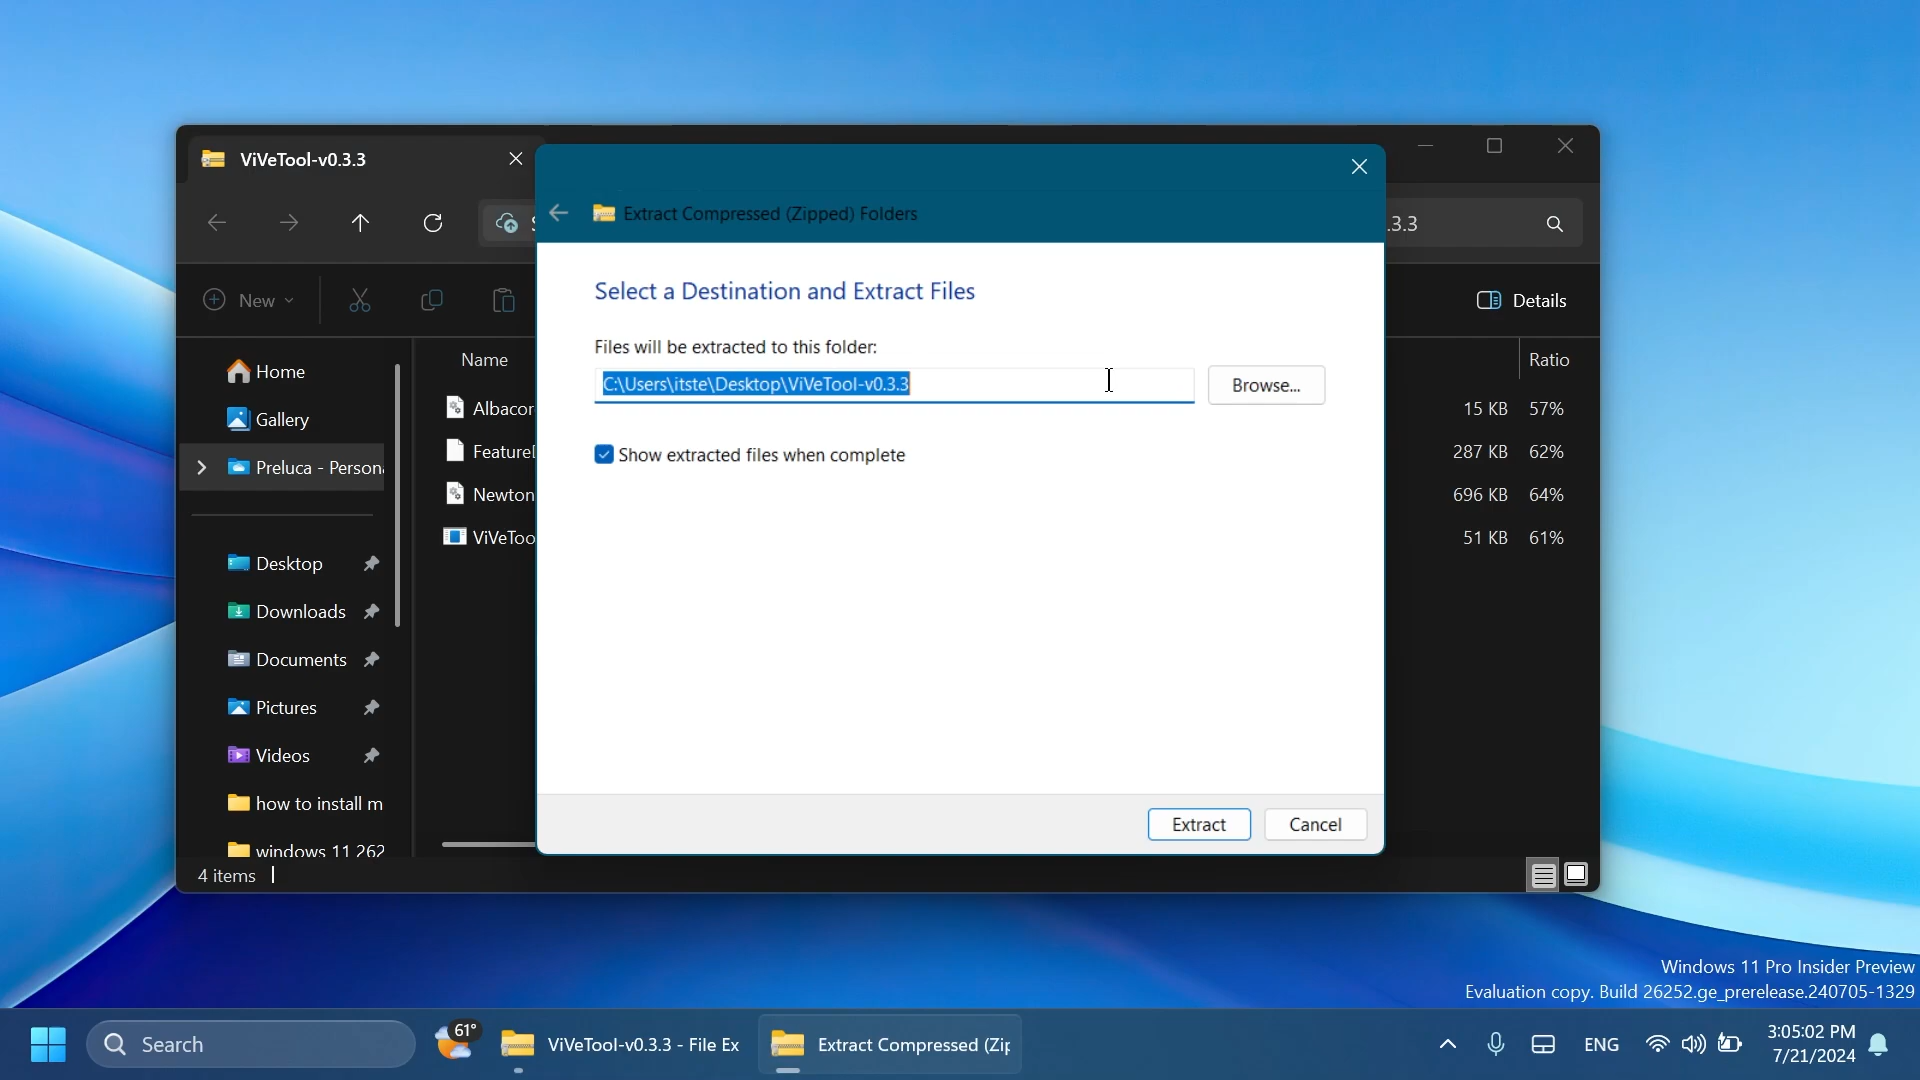 ViVeTool-v0.3.3
Extract Compressed (Zipped) Folders
.3.3
New
Details
Select a Destination and Extract Files
Files will be extracted to this folder:
C:\Users\itste\Desktop\ViVeTool-v0.3.3
Browse...
Show extracted files when complete
Extract
Cancel
Home
Gallery
Preluca - Persona
Desktop
Downloads
Documents
Pictures
Videos
how to install m
windows 11 262
Name
Ratio
Albacor
15 KB 57%
Feature
287 KB 62%
Newton
696 KB 64%
ViVeToo
51 KB 61%
4 items
Windows 11 Pro Insider Preview
Evaluation copy. Build 26252.ge_prerelease.240705-1329
Search
61°
ViVeTool-v0.3.3 - File Ex
Extract Compressed (Zip
ENG
3:05:02 PM
7/21/2024